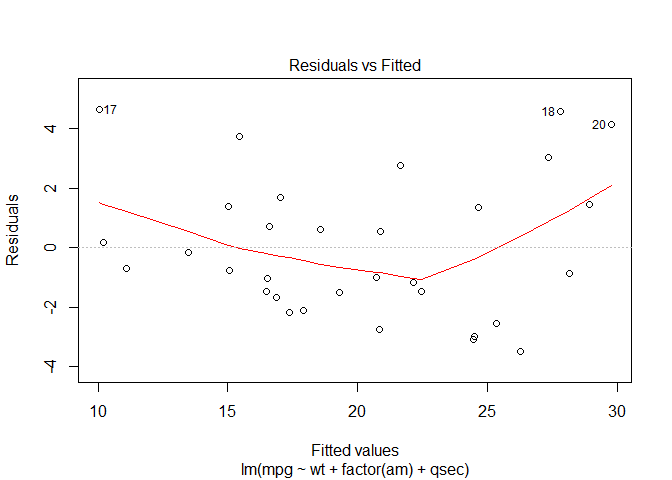 Residuals vs Fitted
Residuals
4
2
0
-2
-4
17
18
20
10 15 20 25 30
Fitted values
lm(mpg ~ wt + factor(am) + qsec)